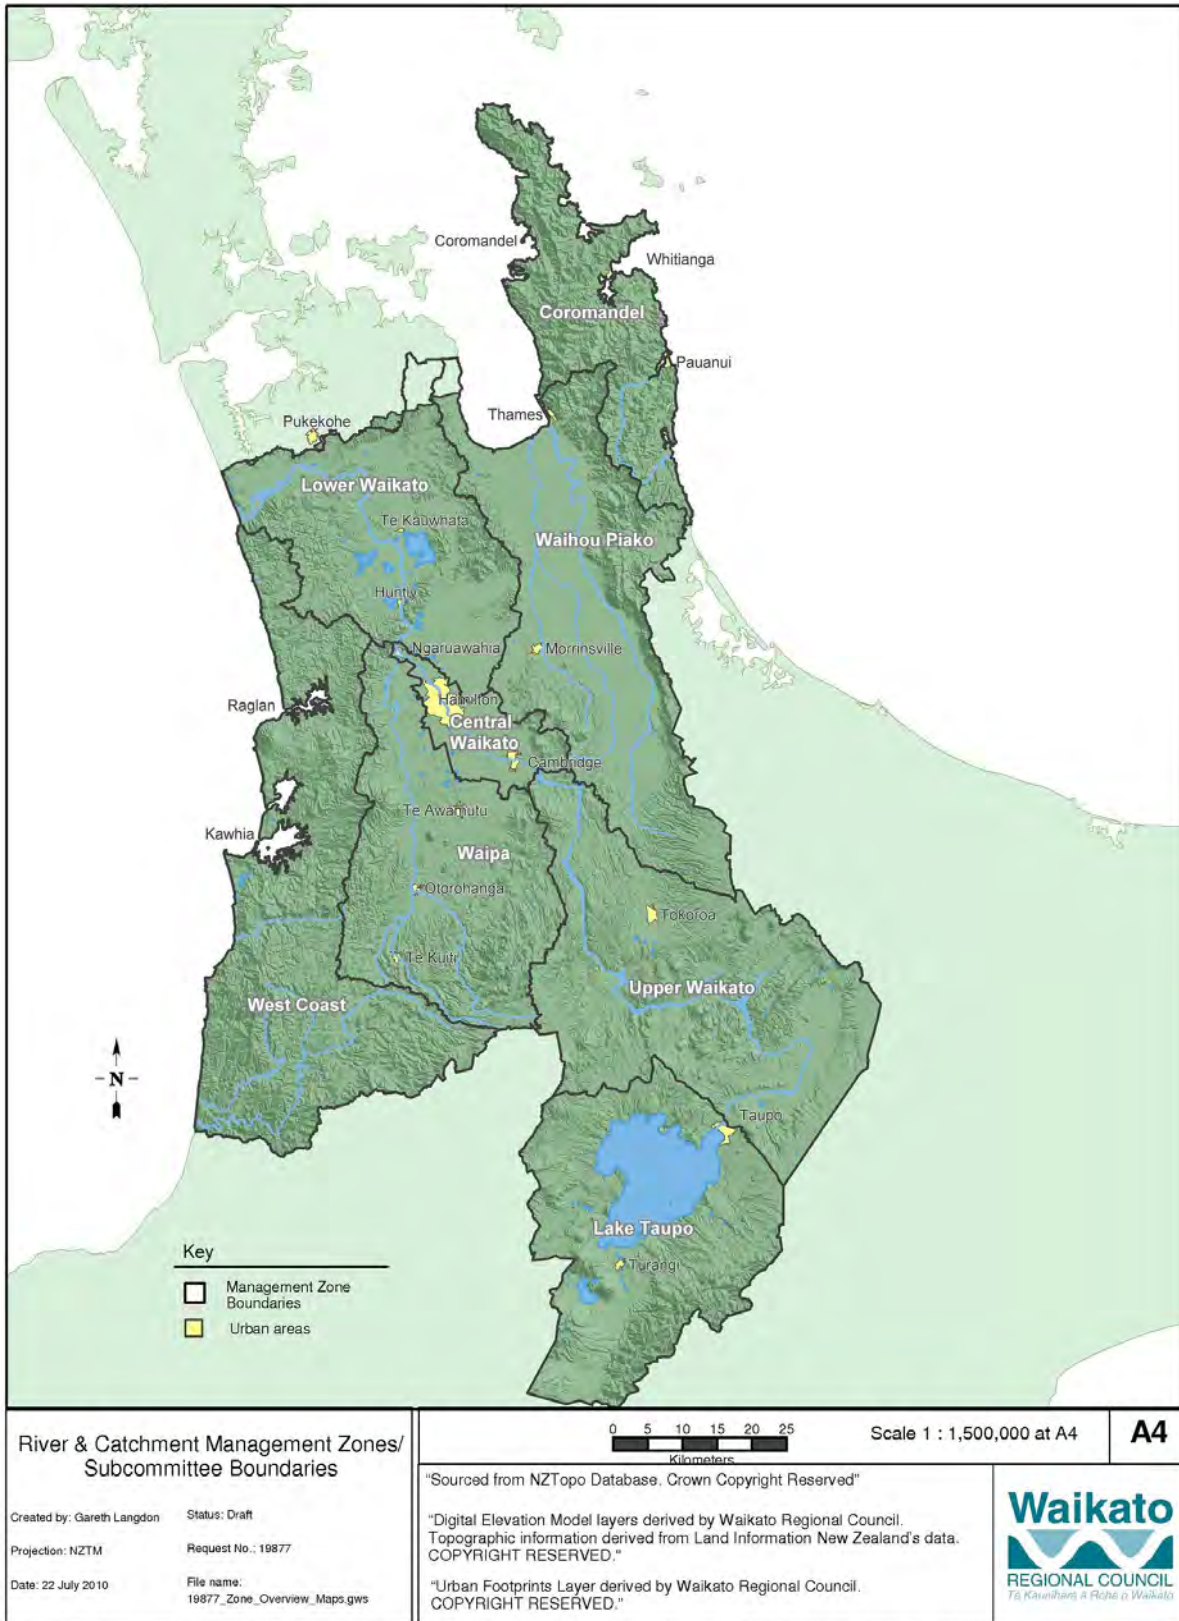 Coromandel
Whitianga
Coromandel
Pauanui
Thames
Pukekohe
Lower Waikato
Te Kauwhata
Waihou Piako
Huntly
Ngaruawahia
Morrinsville
Raglan
Hamilton
Central
Waikato
Cambridge
Te Awamutu
Kawhia
Waipa
Otorohanga
Tokoroa
Te Kuiti
Upper Waikato
West Coast
N
Taupo
Lake Taupo
Turangi
Key
Management Zone
Boundaries
Urban areas
River & Catchment Management Zones/
Subcommittee Boundaries
Created by: Gareth Langdon
Status: Draft
Projection: NZTM
Request No.: 19877
Date: 22 July 2010
File name:
19877_Zone_Overview_Maps.gws
0 5 10 15 20 25
Kilometers
Scale 1 : 1,500,000 at A4
A4
"Sourced from NZTopo Database. Crown Copyright Reserved"
"Digital Elevation Model layers derived by Waikato Regional Council.
Topographic information derived from Land Information New Zealand's data.
COPYRIGHT RESERVED."
"Urban Footprints Layer derived by Waikato Regional Council.
COPYRIGHT RESERVED."
Waikato
REGIONAL COUNCIL
Te Kaunihera ā Rohe o Waikato